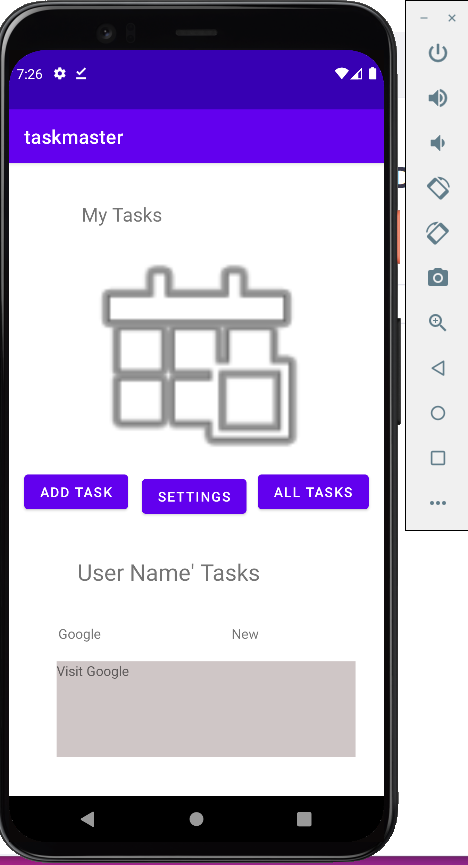 7:26
taskmaster
My Tasks
ADD TASK SETTINGS ALL TASKS
User Name' Tasks
Google New
Visit Google